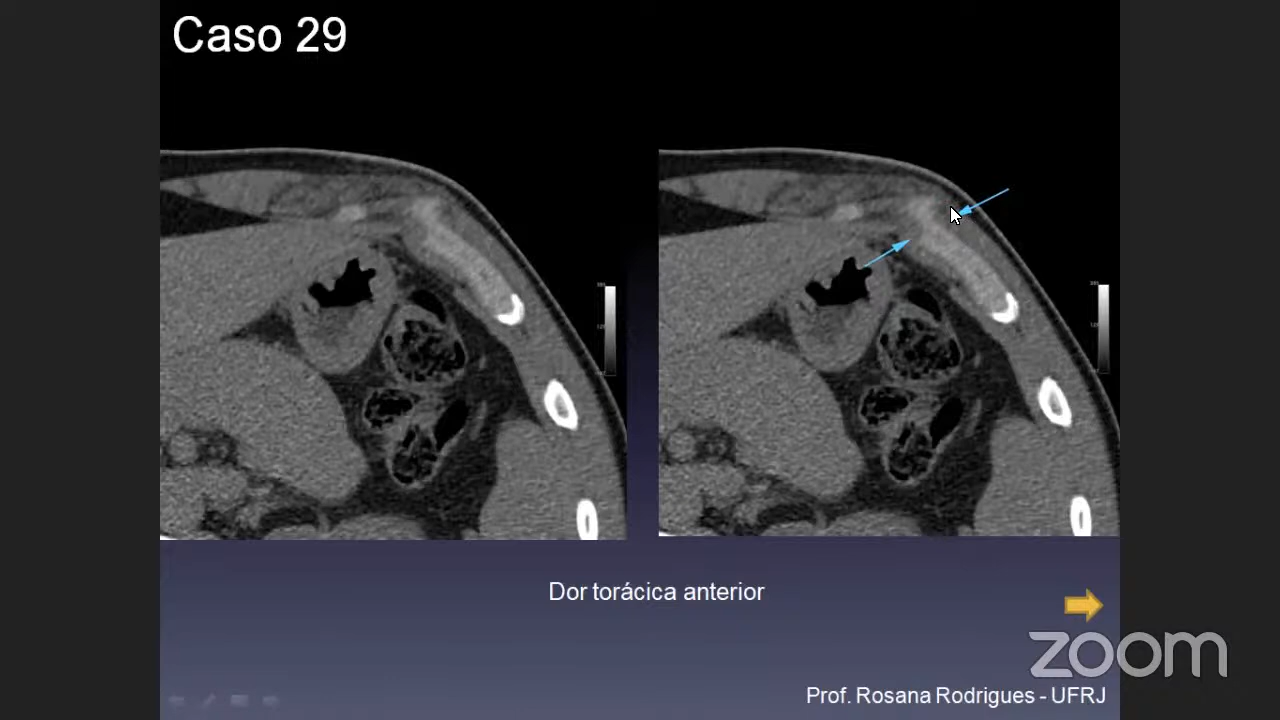 Caso 29
Dor torácica anterior
zoom
Prof. Rosana Rodrigues - UFRJ